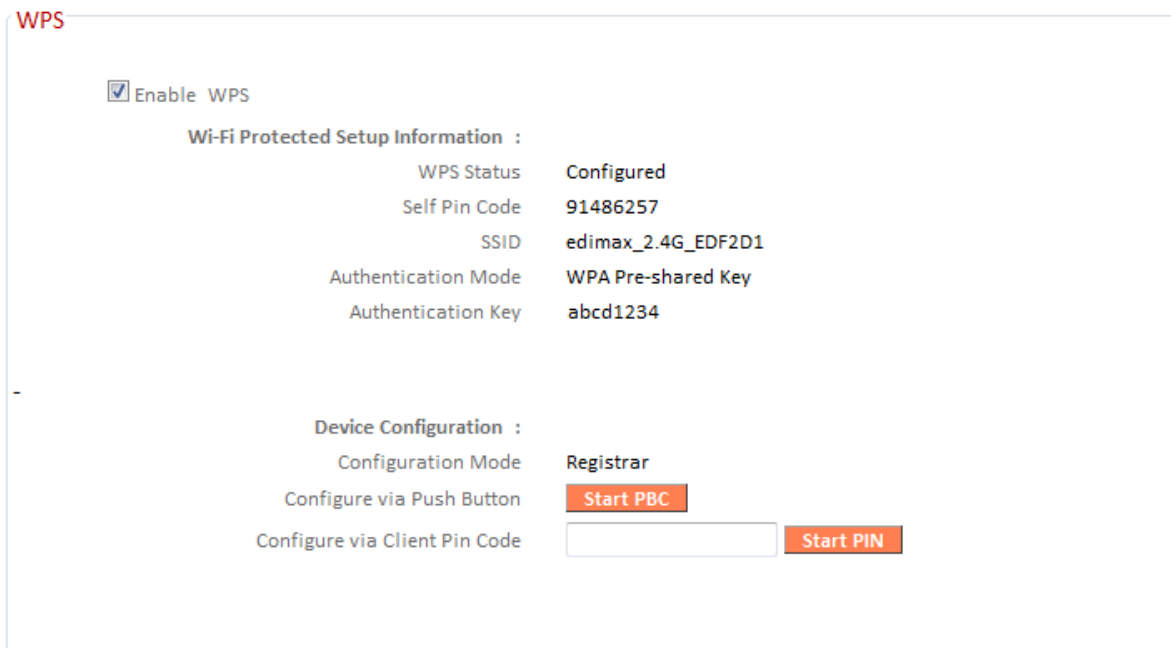 WPS
Enable WPS
Wi-Fi Protected Setup Information :
WPS Status Configured
Self Pin Code 91486257
SSID edimax_2.4G_EDF2D1
Authentication Mode WPA Pre-shared Key
Authentication Key abcd1234
-
Device Configuration :
Configuration Mode Registrar
Configure via Push Button Start PBC
Configure via Client Pin Code Start PIN